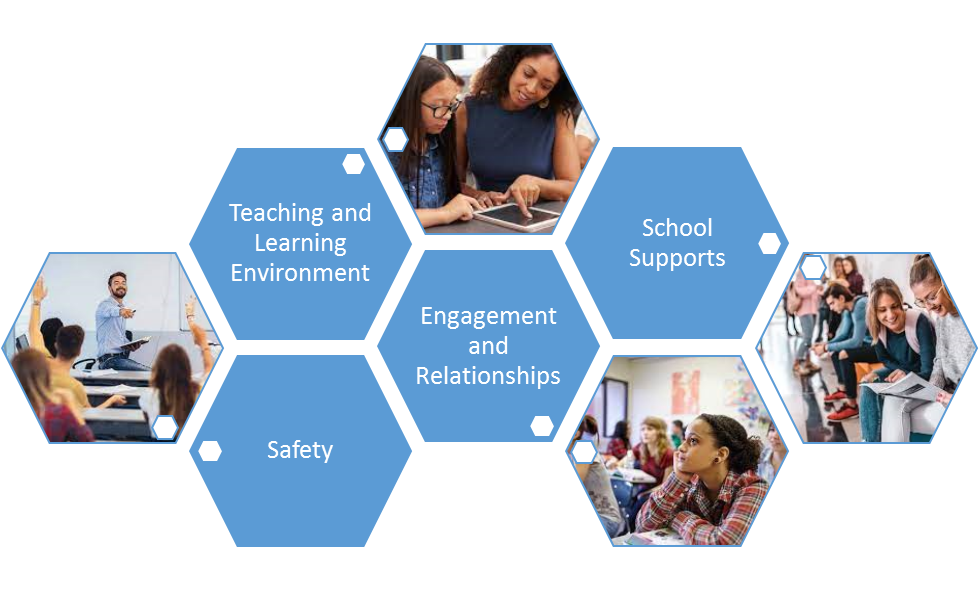 Teaching and
Learning
Environment
School
Supports
Engagement
and
Relationships
Safety